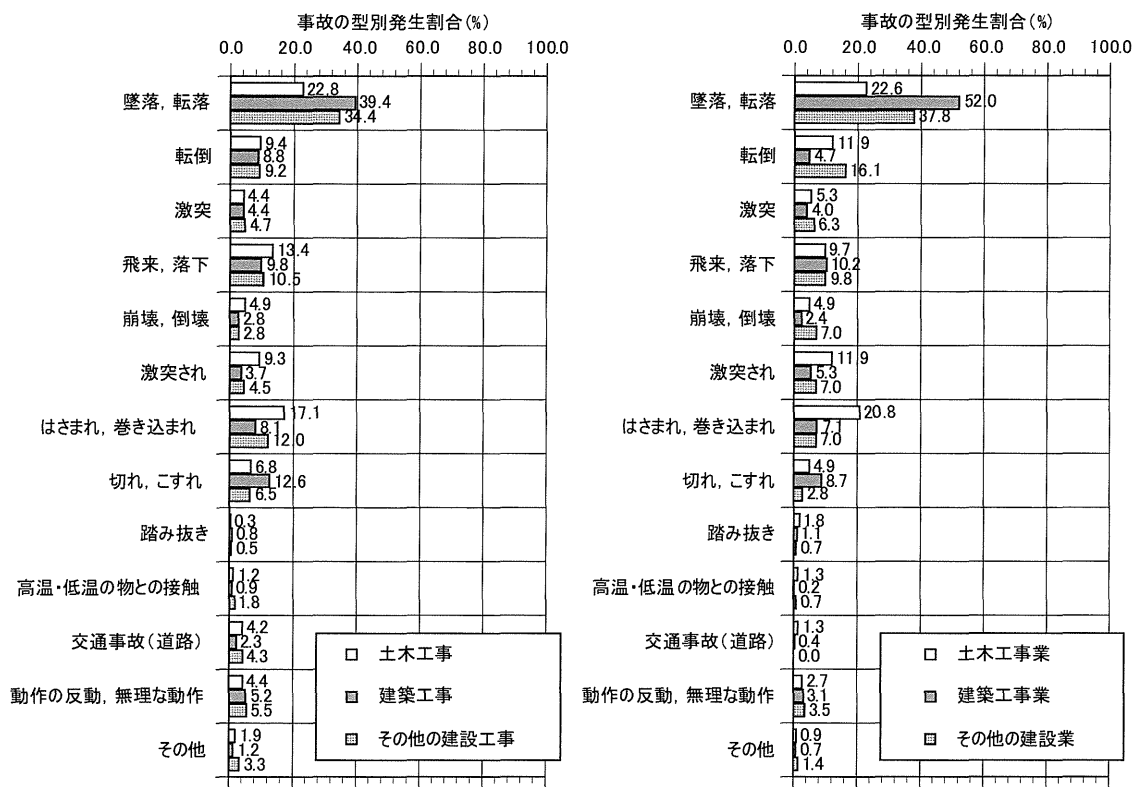 事故の型別発生割合(%)
0.0 20.0 40.0 60.0 80.0 100.0
墜落, 転落
22.8
39.4
34.4
転倒
9.4
8.8
9.2
激突
4.4
4.4
4.7
飛来, 落下
13.4
9.8
10.5
崩壊, 倒壊
4.9
2.8
2.8
激突され
9.3
3.7
4.5
はさまれ, 巻き込まれ
17.1
8.1
12.0
切れ, こすれ
6.8
12.6
6.5
踏み抜き
0.3
0.8
0.5
高温・低温の物との接触
1.2
0.9
1.8
交通事故(道路)
4.2
2.3
4.3
動作の反動, 無理な動作
4.4
5.2
5.5
その他
1.9
1.2
3.3
土木工事
建築工事
その他の建設工事
事故の型別発生割合(%)
0.0 20.0 40.0 60.0 80.0 100.0
墜落, 転落
22.6
52.0
37.8
転倒
11.9
4.7
16.1
激突
5.3
4.0
6.3
飛来, 落下
9.7
10.2
9.8
崩壊, 倒壊
4.9
2.4
7.0
激突され
11.9
5.3
7.0
はさまれ, 巻き込まれ
20.8
7.1
7.0
切れ, こすれ
4.9
8.7
2.8
踏み抜き
1.8
1.1
0.7
高温・低温の物との接触
1.3
0.2
0.7
交通事故(道路)
1.3
0.4
0.0
動作の反動, 無理な動作
2.7
3.1
3.5
その他
0.9
0.7
1.4
土木工事業
建築工事業
その他の建設業